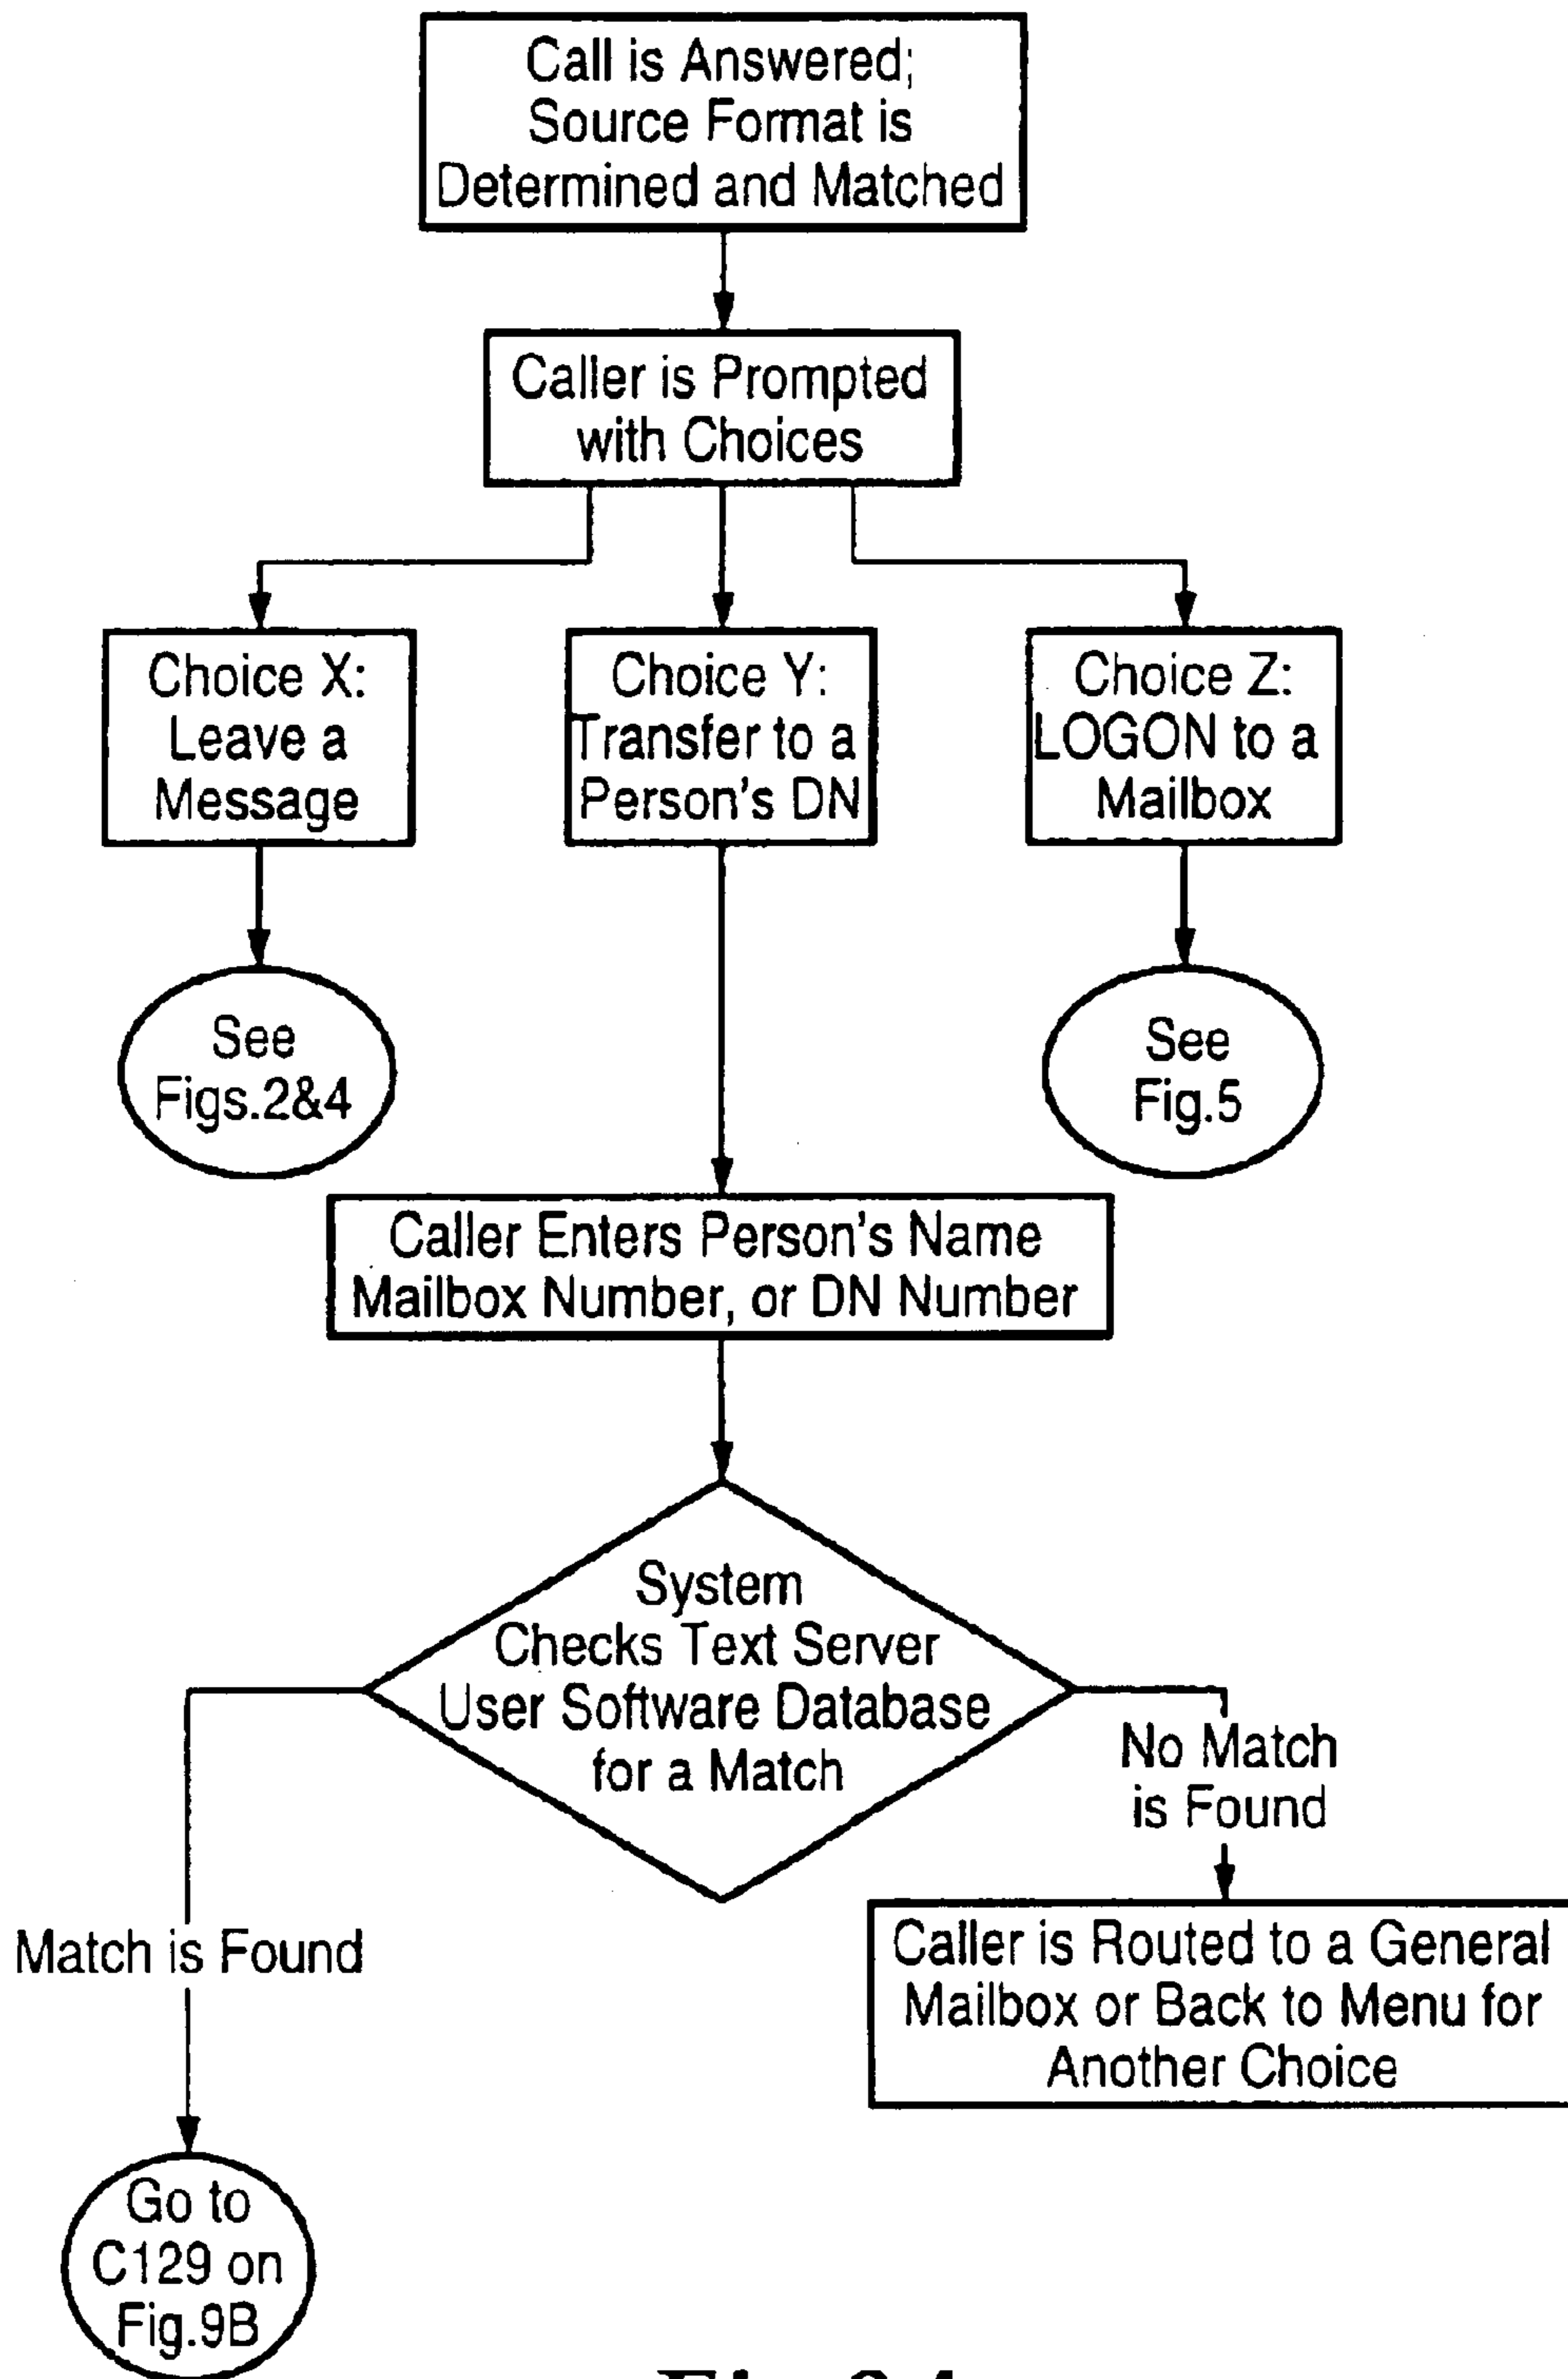 Call is Answered;
Source Format is
Determined and Matched
Caller is Prompted
with Choices
Choice X:
Leave a
Message
Choice Y:
Transfer to a
Person's DN
Choice Z:
LOGON to a
Mailbox
See
Figs.2&4
See
Fig.5
Caller Enters Person's Name
Mailbox Number, or DN Number
System
Checks Text Server
User Software Database
for a Match
No Match
is Found
Match is Found
Caller is Routed to a General
Mailbox or Back to Menu for
Another Choice
Go to
C129 on
Fig.9B